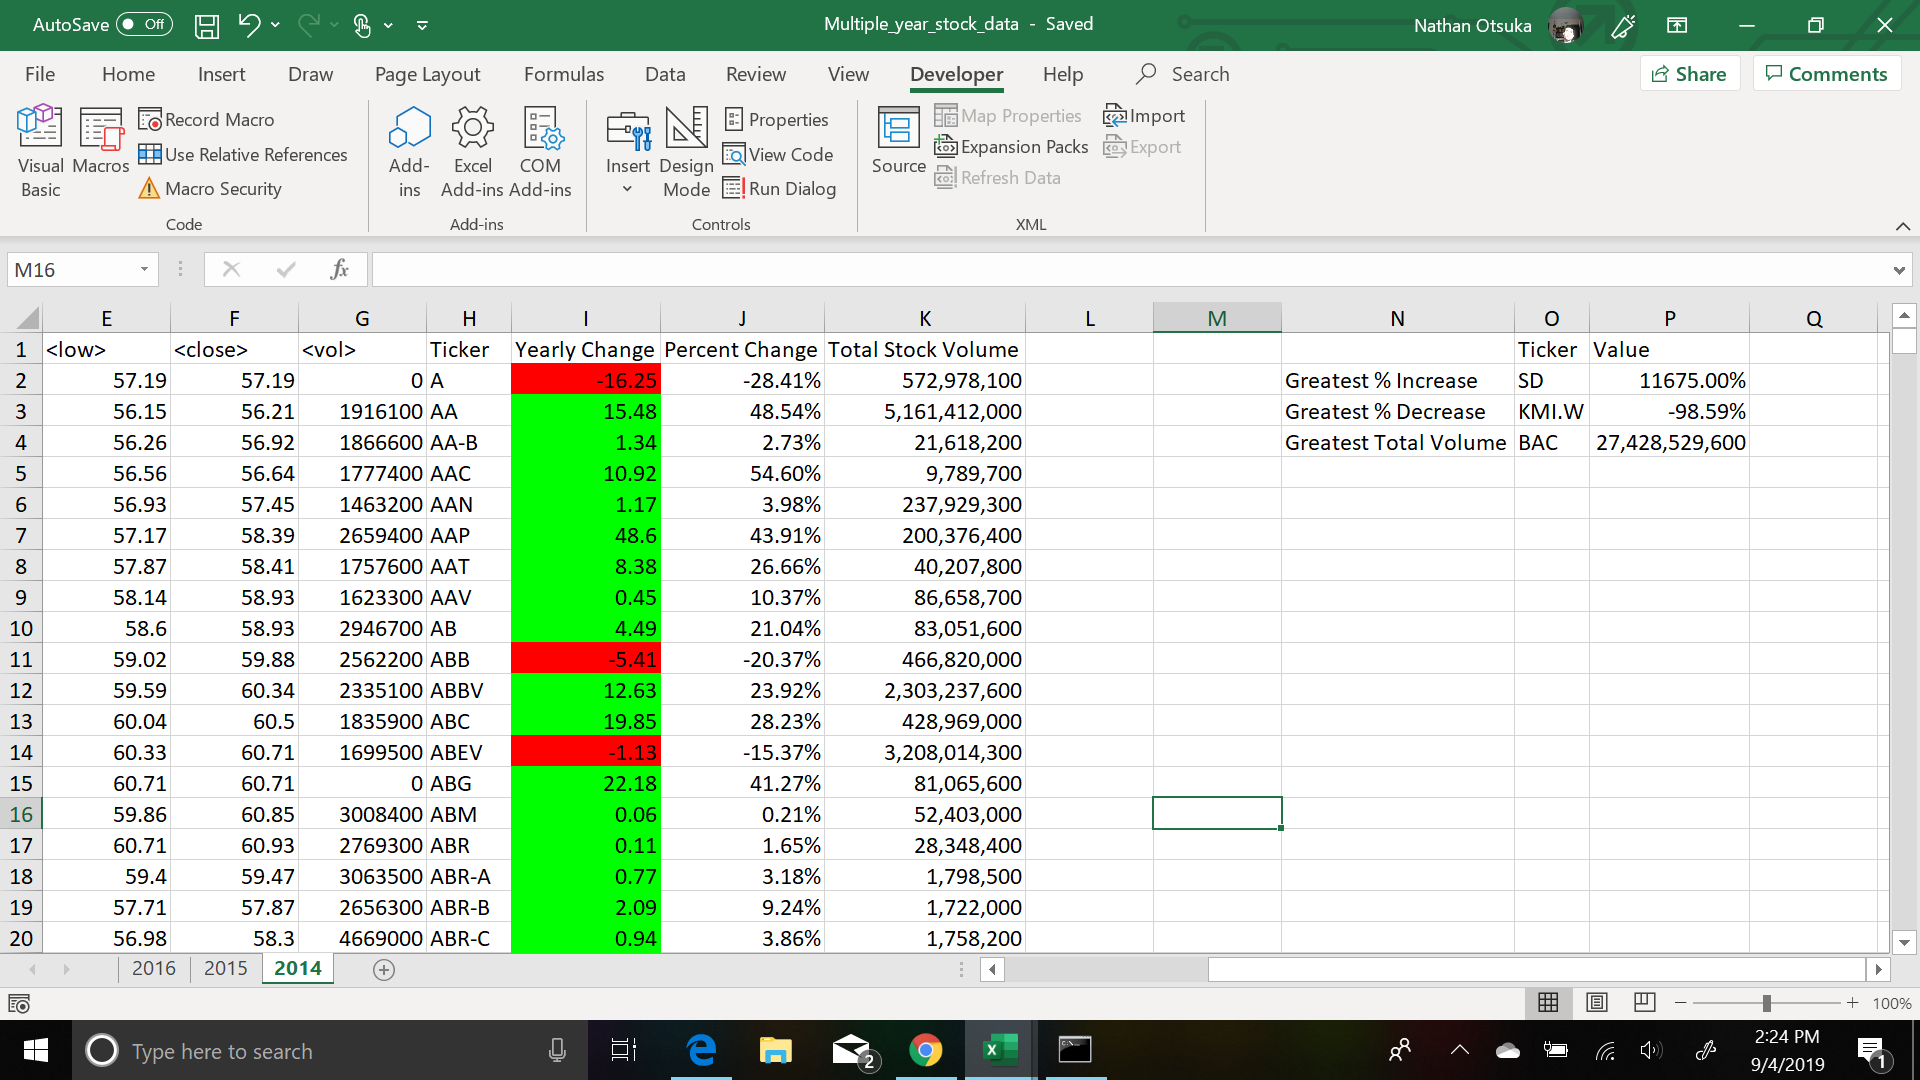 AutoSave Off Multiple_year_stock_data - Saved Nathan Otsuka
File Home Insert Draw Page Layout Formulas Data Review View Developer Help Search Share Comments
Visual Basic
Macros
Record Macro
Use Relative References
Macro Security
Code
Add-ins
Excel Add-ins
COM Add-ins
Add-ins
Insert
Design Mode
Properties
View Code
Run Dialog
Controls
Source
Map Properties
Expansion Packs
Refresh Data
Import
Export
XML
M16 fx
E F G H I J K L M N O P Q
1 <low> <close> <vol> Ticker Yearly Change Percent Change Total Stock Volume Ticker Value
2 57.19 57.19 0 A -16.25 -28.41% 572,978,100 Greatest % Increase SD 11675.00%
3 56.15 56.21 1916100 AA 15.48 48.54% 5,161,412,000 Greatest % Decrease KMI.W -98.59%
4 56.26 56.92 1866600 AA-B 1.34 2.73% 21,618,200 Greatest Total Volume BAC 27,428,529,600
5 56.56 56.64 1777400 AAC 10.92 54.60% 9,789,700
6 56.93 57.45 1463200 AAN 1.17 3.98% 237,929,300
7 57.17 58.39 2659400 AAP 48.6 43.91% 200,376,400
8 57.87 58.41 1757600 AAT 8.38 26.66% 40,207,800
9 58.14 58.93 1623300 AAV 0.45 10.37% 86,658,700
10 58.6 58.93 2946700 AB 4.49 21.04% 83,051,600
11 59.02 59.88 2562200 ABB -5.41 -20.37% 466,820,000
12 59.59 60.34 2335100 ABBV 12.63 23.92% 2,303,237,600
13 60.04 60.5 1835900 ABC 19.85 28.23% 428,969,000
14 60.33 60.71 1699500 ABEV -1.13 -15.37% 3,208,014,300
15 60.71 60.71 0 ABG 22.18 41.27% 81,065,600
16 59.86 60.85 3008400 ABM 0.06 0.21% 52,403,000
17 60.71 60.93 2769300 ABR 0.11 1.65% 28,348,400
18 59.4 59.47 3063500 ABR-A 0.77 3.18% 1,798,500
19 57.71 57.87 2656300 ABR-B 2.09 9.24% 1,722,000
20 56.98 58.3 4669000 ABR-C 0.94 3.86% 1,758,200
2016 2015 2014
100%
Type here to search 2 2:24 PM
9/4/2019 1